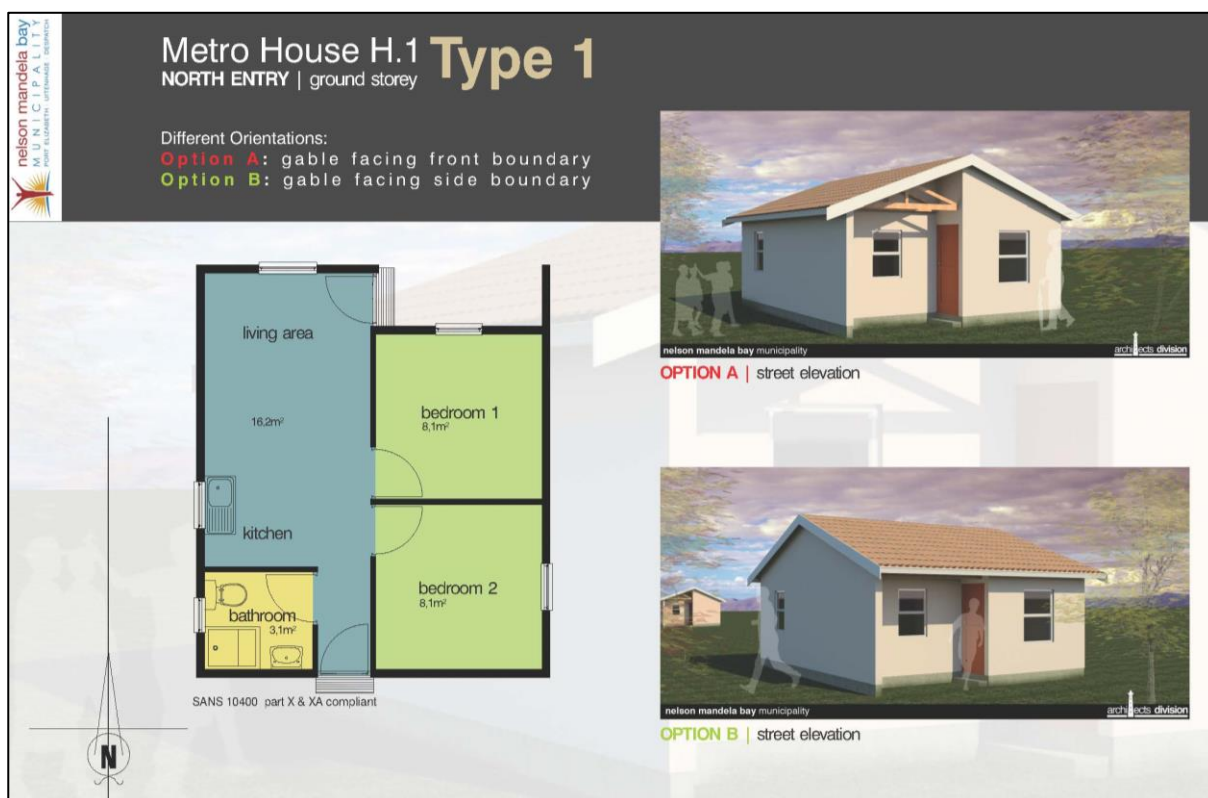 nelson mandela bay
MUNICIPALITY
PORT ELIZABETH · UITENHAGE · DESPATCH
Metro House H.1 Type 1
NORTH ENTRY | ground storey
Different Orientations:
Option A: gable facing front boundary
Option B: gable facing side boundary
living area
16,2m²
kitchen
bathroom
3,1m²
bedroom 1
8,1m²
bedroom 2
8,1m²
SANS 10400 part X & XA compliant
N
nelson mandela bay municipality
architects division
OPTION A | street elevation
nelson mandela bay municipality
architects division
OPTION B | street elevation